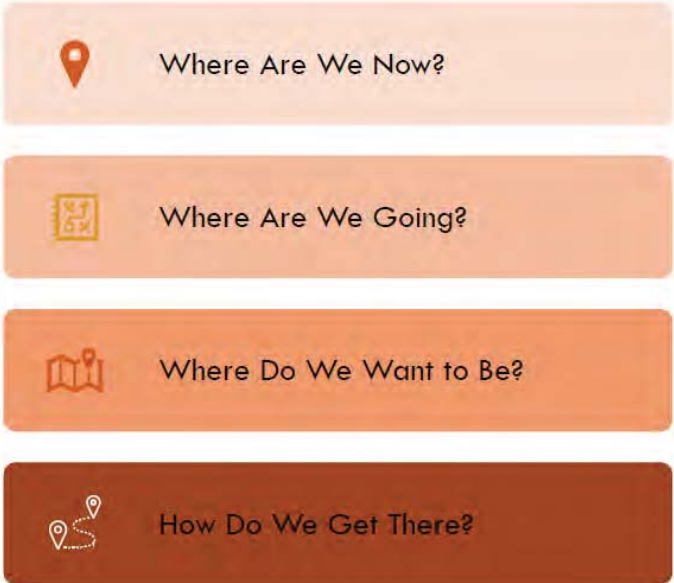 Where Are We Now?
Where Are We Going?
Where Do We Want to Be?
How Do We Get There?